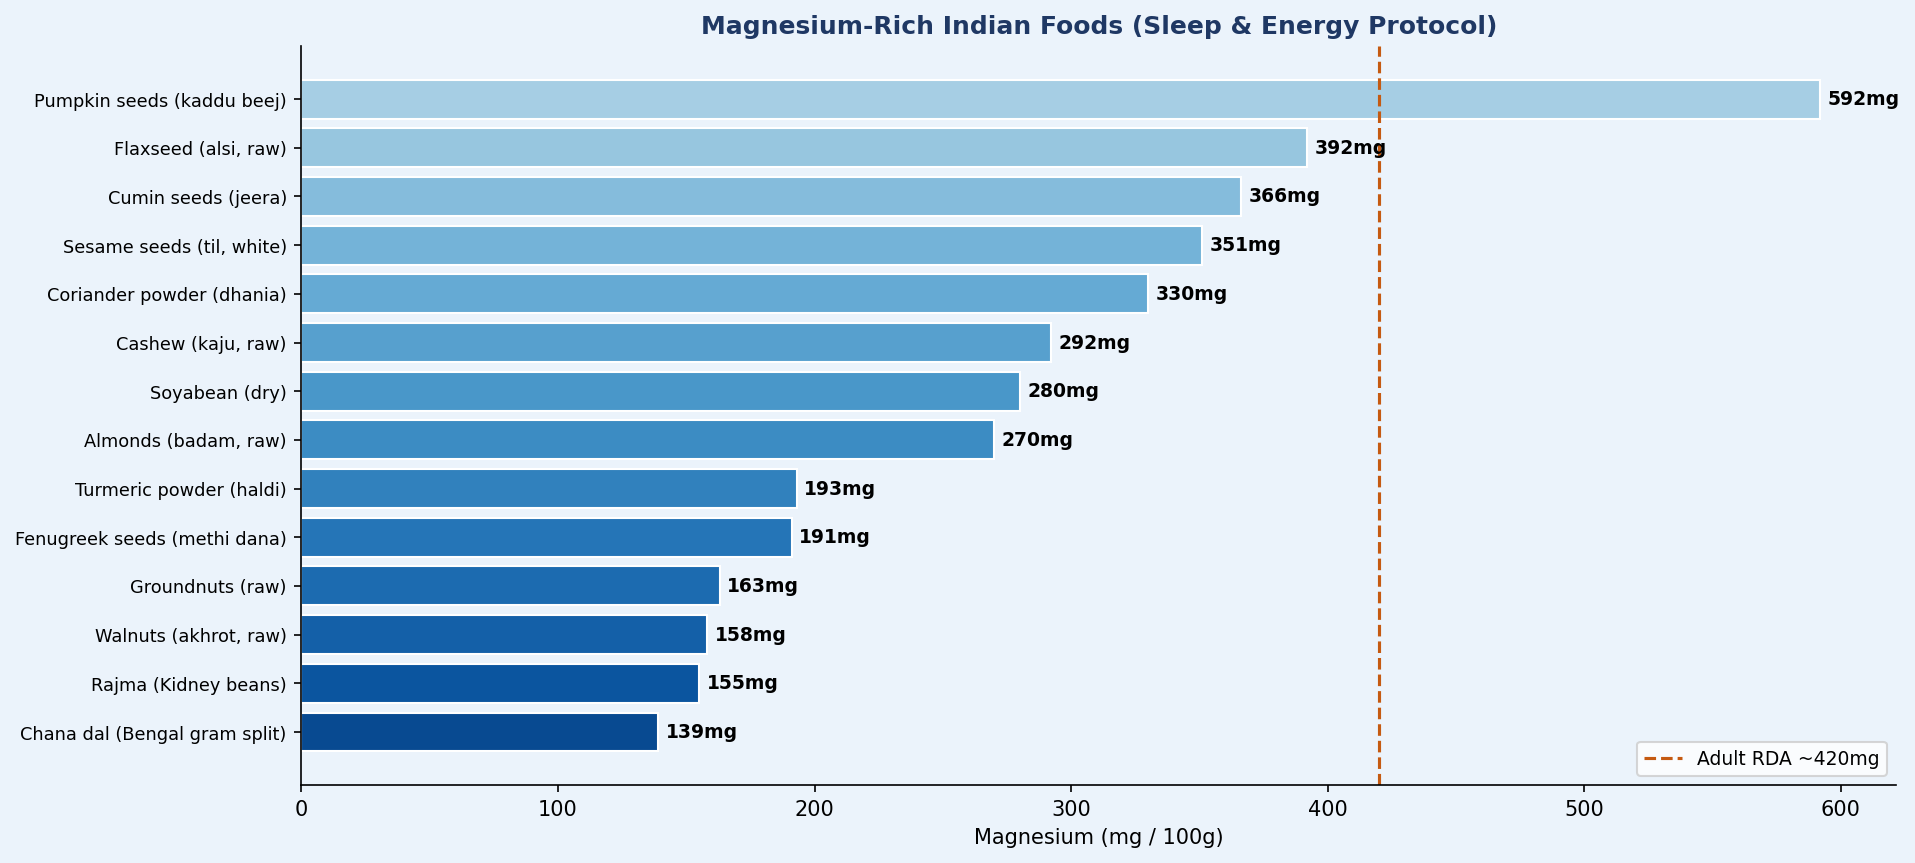 Magnesium-Rich Indian Foods (Sleep & Energy Protocol)
Pumpkin seeds (kaddu beej) 592mg
Flaxseed (alsi, raw) 392mg
Cumin seeds (jeera) 366mg
Sesame seeds (til, white) 351mg
Coriander powder (dhania) 330mg
Cashew (kaju, raw) 292mg
Soyabean (dry) 280mg
Almonds (badam, raw) 270mg
Turmeric powder (haldi) 193mg
Fenugreek seeds (methi dana) 191mg
Groundnuts (raw) 163mg
Walnuts (akhrot, raw) 158mg
Rajma (Kidney beans) 155mg
Chana dal (Bengal gram split) 139mg
Adult RDA ~420mg
0 100 200 300 400 500 600
Magnesium (mg / 100g)